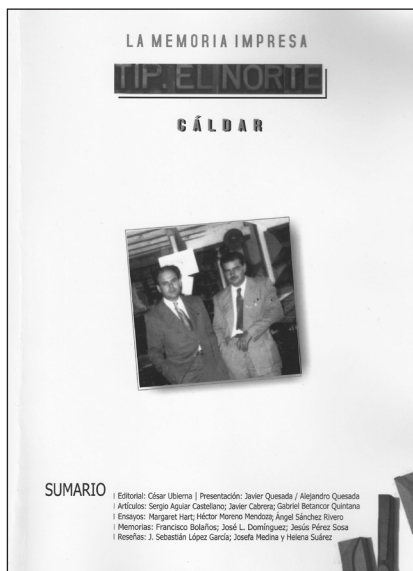 LA MEMORIA IMPRESA
TIP. EL NORTE
CÁLDAR
SUMARIO
| Editorial: César Ubierna | Presentación: Javier Quesada / Alejandro Quesada
| Artículos: Sergio Aguiar Castellano; Javier Cabrera; Gabriel Betancor Quintana
| Ensayos: Margaret Hart; Héctor Moreno Mendoza; Ángel Sánchez Rivero
| Memorias: Francisco Bolaños; José L. Domínguez; Jesús Pérez Sosa
| Reseñas: J. Sebastián López García; Josefa Medina y Helena Suárez